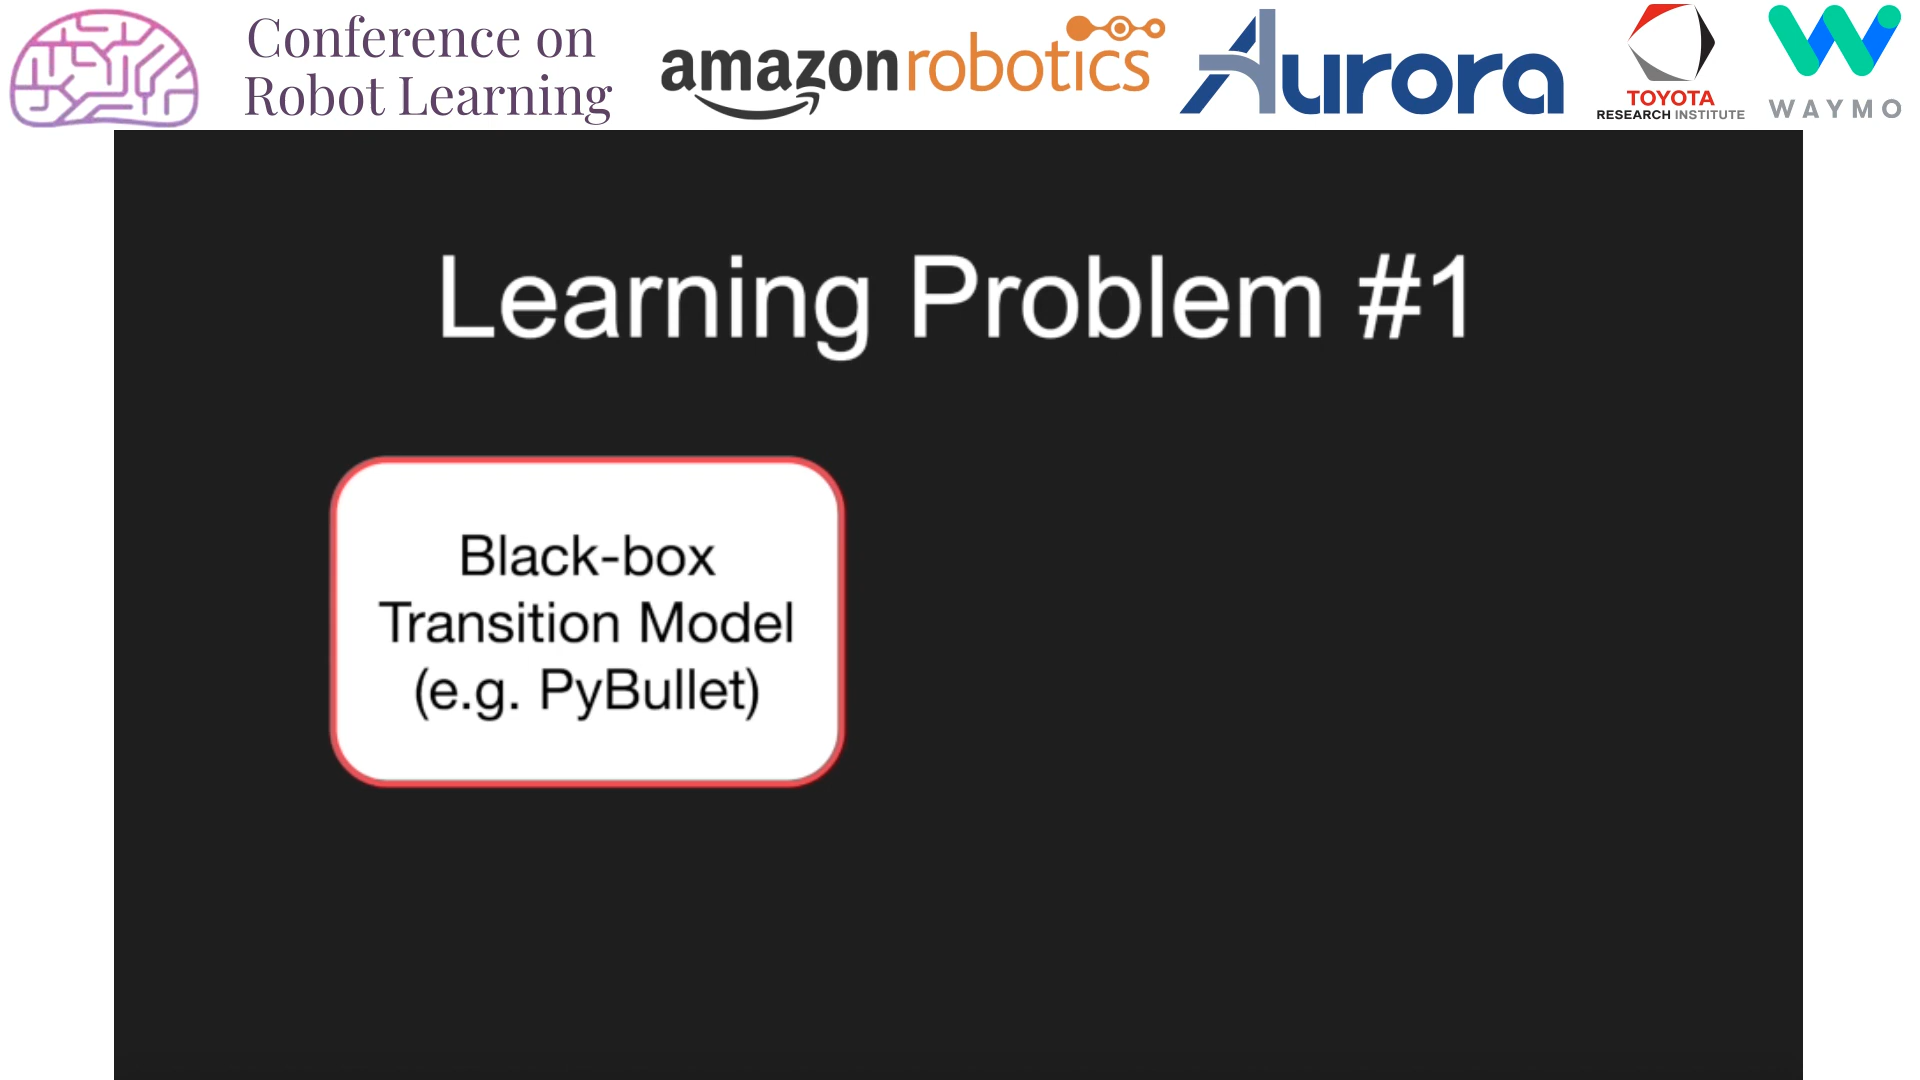 Conference on
Robot Learning
amazon robotics
Aurora
TOYOTA
RESEARCH INSTITUTE
WAYMO
Learning Problem #1
Black-box
Transition Model
(e.g. PyBullet)